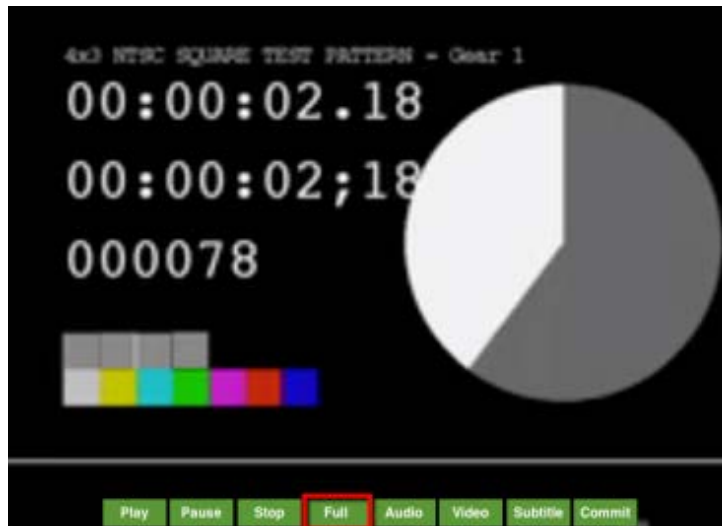 4x3 NTSC SQUARE TEST PATTERN - Gear 1
00:00:02.18
00:00:02;18
000078
Play Pause Stop Full Audio Video Subtitle Commit